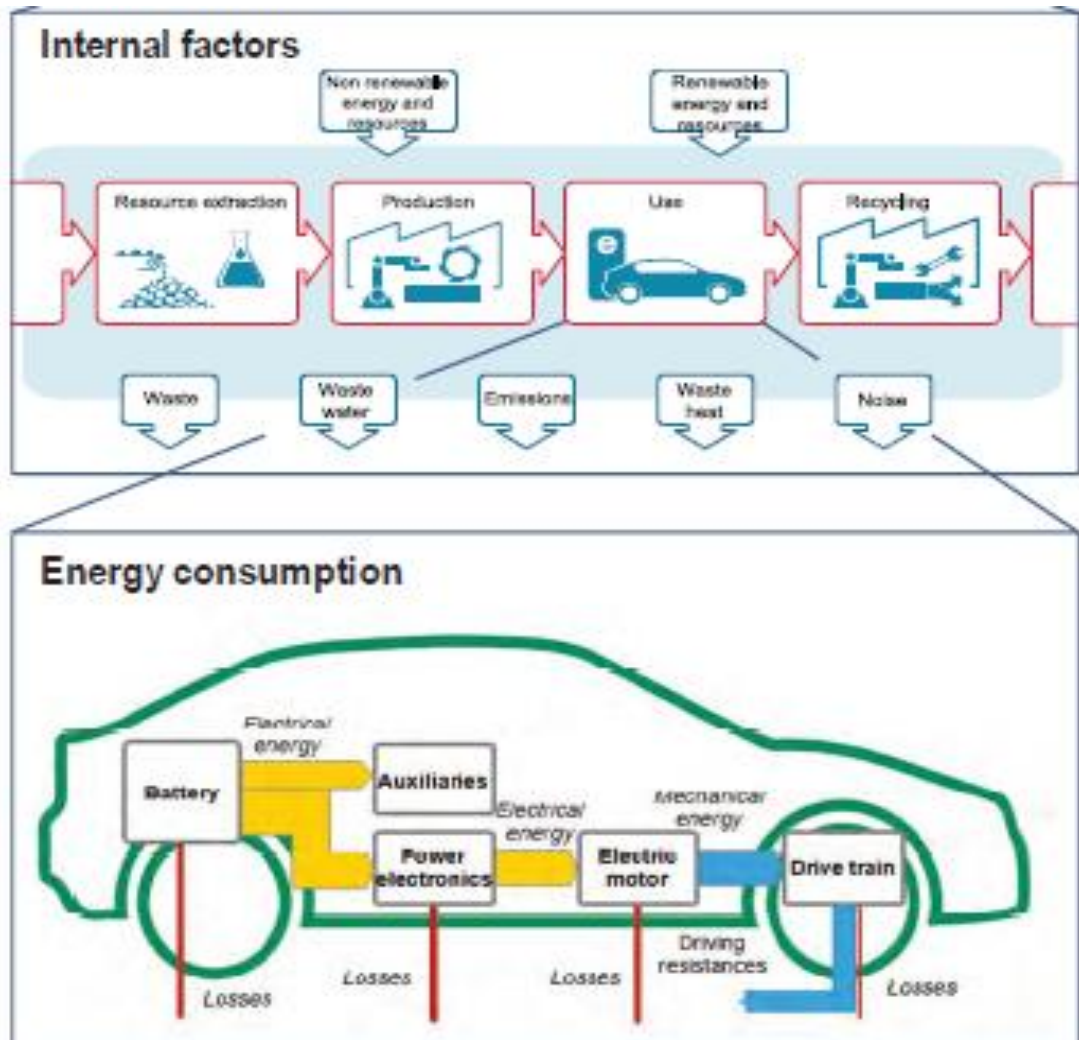 Internal factors
Non renewable
energy and
resources
Renewable
energy and
resources
Resource extraction
Production
Use
Recycling
e
Waste
Waste
water
Emissions
Waste
heat
Noise
Energy consumption
Electrical
energy
Battery
Auxiliaries
Electrical
energy
Mechanical
energy
Power
electronics
Electric
motor
Drive train
Driving
resistances
Losses
Losses
Losses
Losses